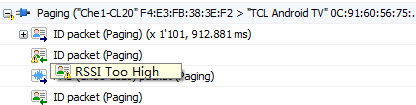 Paging ("Che1-CL20" F4:E3:FB:38:3E:F2 > "TCL Android TV" 0C:91:60:56:75:...
ID packet (Paging) (x 1'101, 912.881 ms)
ID packet (Paging)
RSSI Too High
(Paging)
ID packet (Paging)